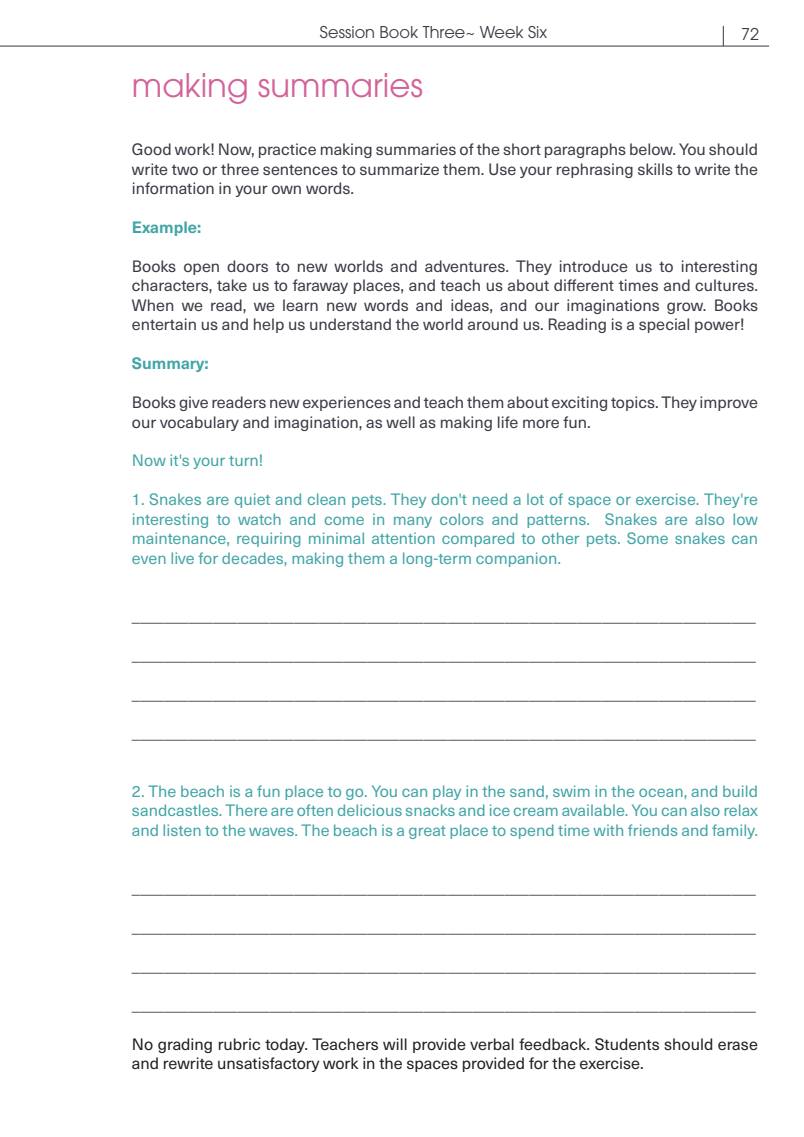 Session Book Three~ Week Six
72
making summaries
Good work! Now, practice making summaries of the short paragraphs below. You should
write two or three sentences to summarize them. Use your rephrasing skills to write the
information in your own words.
Example:
Books open doors to new worlds and adventures. They introduce us to interesting
characters, take us to faraway places, and teach us about different times and cultures.
When we read, we learn new words and ideas, and our imaginations grow. Books
entertain us and help us understand the world around us. Reading is a special power!
Summary:
Books give readers new experiences and teach them about exciting topics. They improve
our vocabulary and imagination, as well as making life more fun.
Now it's your turn!
1. Snakes are quiet and clean pets. They don't need a lot of space or exercise. They're
interesting to watch and come in many colors and patterns. Snakes are also low
maintenance, requiring minimal attention compared to other pets. Some snakes can
even live for decades, making them a long-term companion.
2. The beach is a fun place to go. You can play in the sand, swim in the ocean, and build
sandcastles. There are often delicious snacks and ice cream available. You can also relax
and listen to the waves. The beach is a great place to spend time with friends and family.
No grading rubric today. Teachers will provide verbal feedback. Students should erase
and rewrite unsatisfactory work in the spaces provided for the exercise.